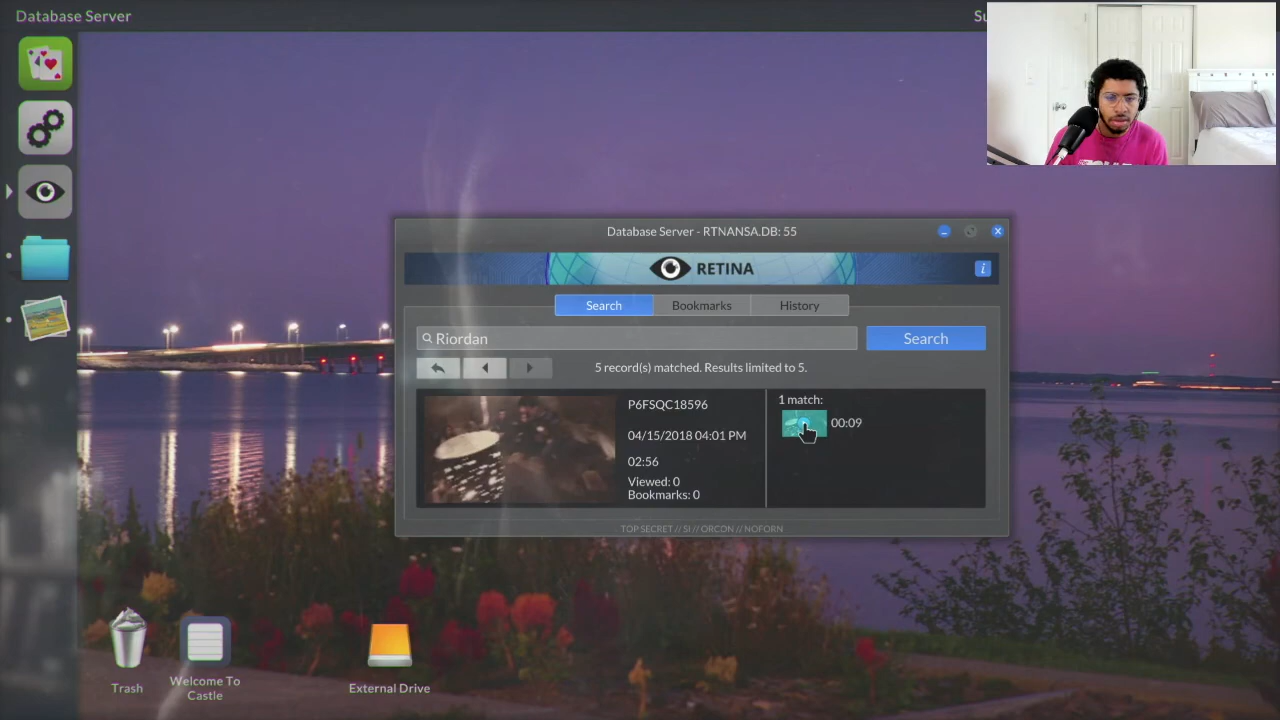 Database Server
Database Server - RTNANSA.DB: 55
RETINA
Search
Bookmarks
History
Riordan
Search
5 record(s) matched. Results limited to 5.
P6FSQC18596
04/15/2018 04:01 PM
02:56
Viewed: 0
Bookmarks: 0
1 match:
00:09
TOP SECRET // SI // ORCON // NOFORN
Trash
Welcome To
Castle
External Drive